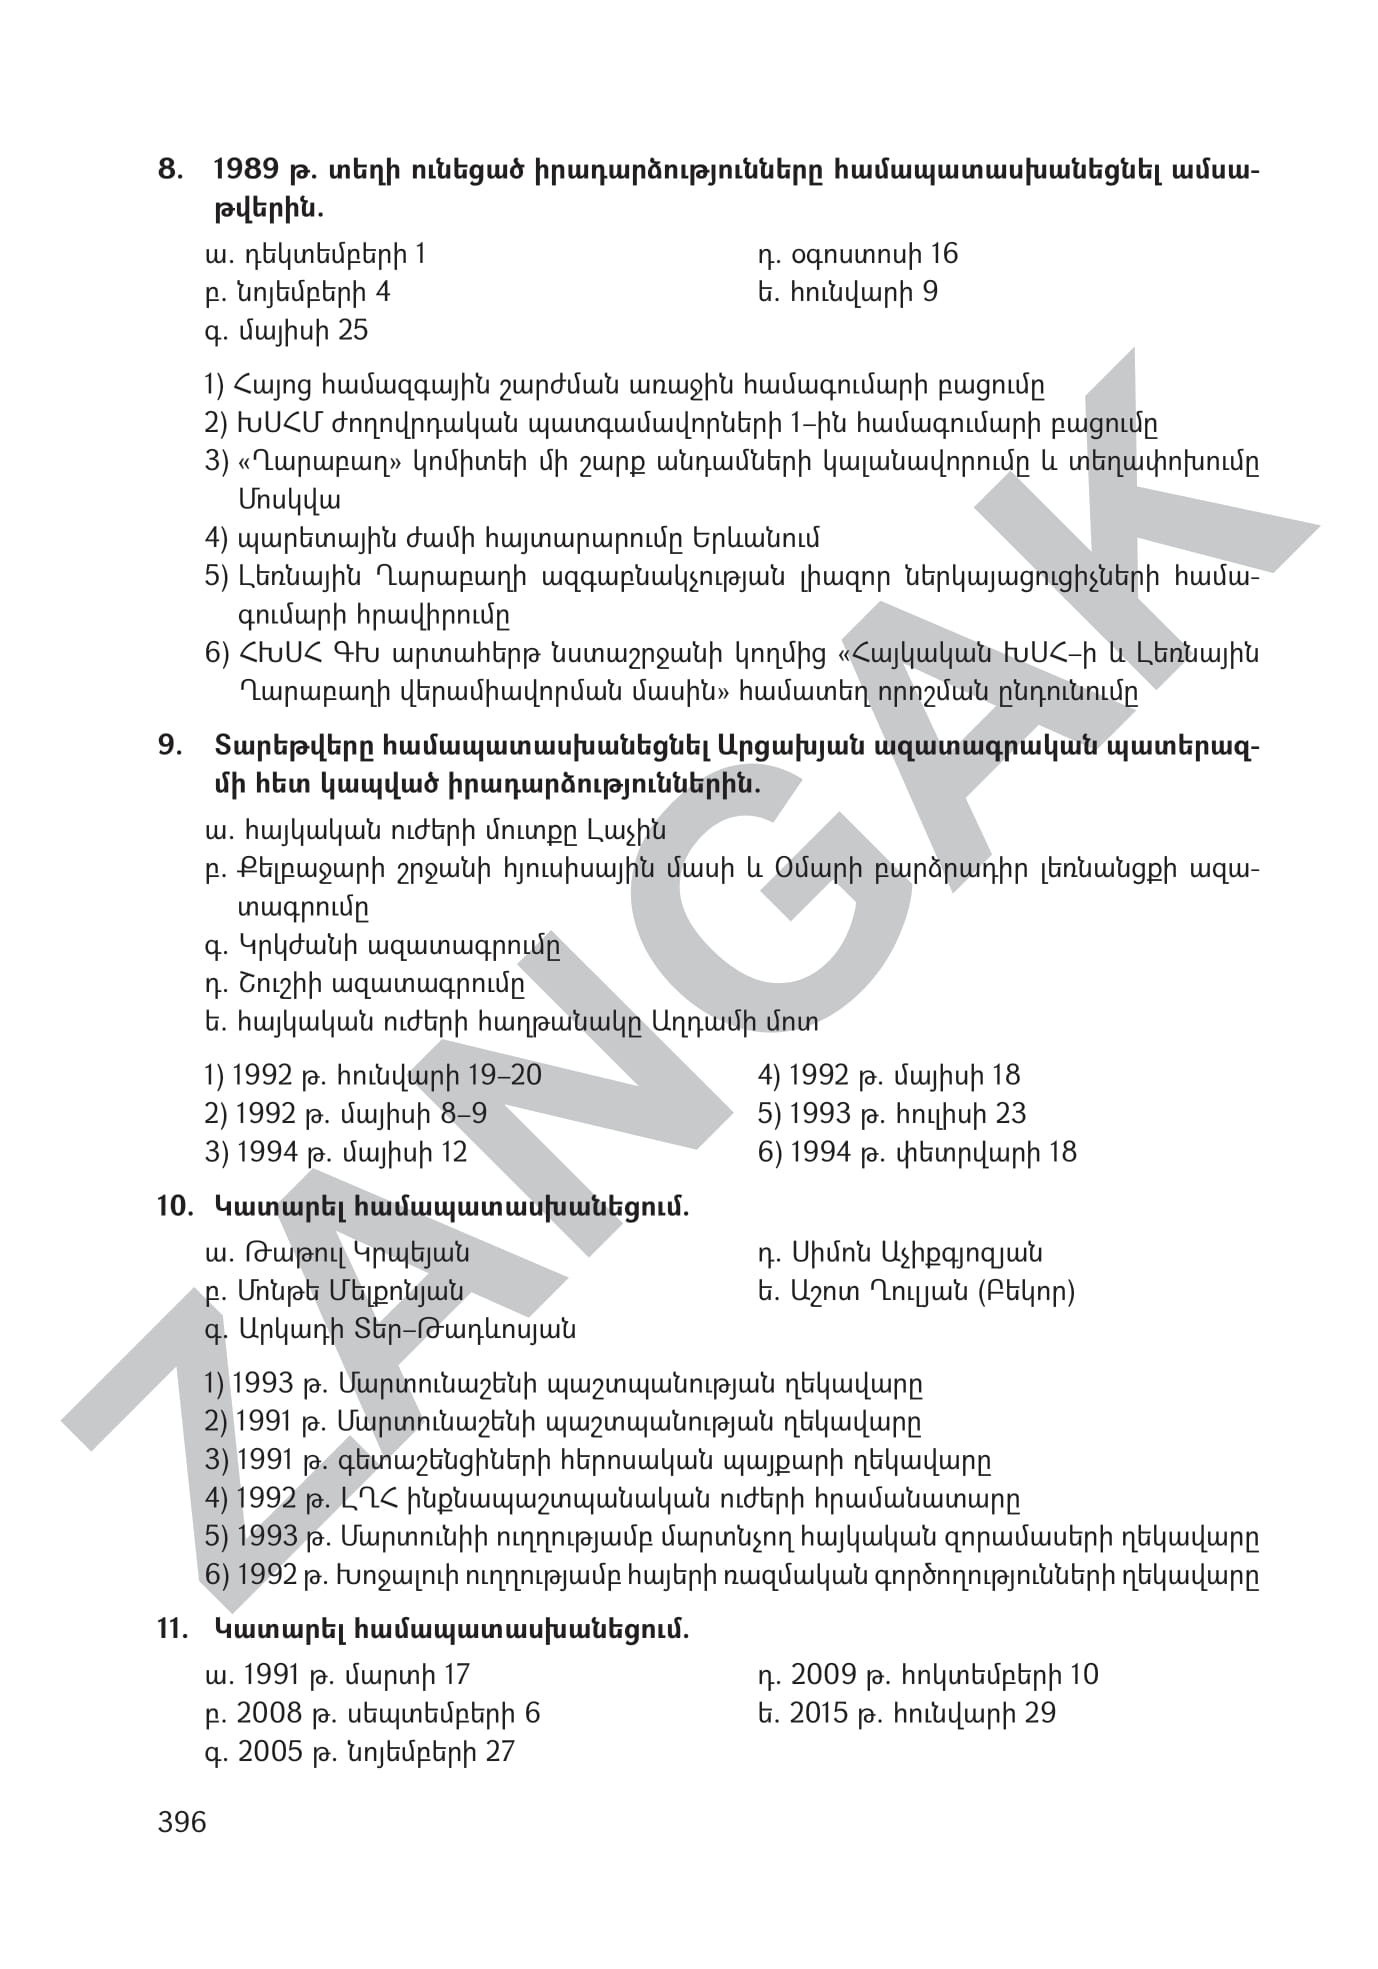 8. 1989 թ. տեղի ունեցած իրադարձությունները համապատասխանեցնել ամսա-
թվերին.
ա. դեկտեմբերի 1
դ. օգոստոսի 16
բ. նոյեմբերի 4
ե. հունվարի 9
գ. մայիսի 25
1) Հայոց համազգային շարժման առաջին համագումարի բացումը
2) ԽՍՀՄ ժողովրդական պատգամավորների 1–ին համագումարի բացումը
3) «Ղարաբաղ» կոմիտեի մի շարք անդամների կալանավորումը և տեղափոխումը
Մոսկվա
4) պարետային ժամի հայտարարումը Երևանում
5) Լեռնային Ղարաբաղի ազգաբնակչության լիազոր ներկայացուցիչների համա-
գումարի հրավիրումը
6) ՀԽՍՀ ԳԽ արտահերթ նստաշրջանի կողմից «Հայկական ԽՍՀ–ի և Լեռնային
Ղարաբաղի վերամիավորման մասին» համատեղ որոշման ընդունումը
9. Տարեթվերը համապատասխանեցնել Արցախյան ազատագրական պատերազ-
մի հետ կապված իրադարձություններին.
ա. հայկական ուժերի մուտքը Լաչին
բ. Քելբաջարի շրջանի հյուսիսային մասի և Օմարի բարձրադիր լեռնանցքի ազա-
տագրումը
գ. Կրկժանի ազատագրումը
դ. Շուշիի ազատագրումը
ե. հայկական ուժերի հաղթանակը Աղդամի մոտ
1) 1992 թ. հունվարի 19–20
4) 1992 թ. մայիսի 18
2) 1992 թ. մայիսի 8–9
5) 1993 թ. հուլիսի 23
3) 1994 թ. մայիսի 12
6) 1994 թ. փետրվարի 18
10. Կատարել համապատասխանեցում.
ա. Թաթուլ Կրպեյան
դ. Սիմոն Աչիքգյոզյան
բ. Մոնթե Մելքոնյան
ե. Աշոտ Ղուլյան (Բեկոր)
գ. Արկադի Տեր–Թադևոսյան
1) 1993 թ. Մարտունաշենի պաշտպանության ղեկավարը
2) 1991 թ. Մարտունաշենի պաշտպանության ղեկավարը
3) 1991 թ. գետաշենցիների հերոսական պայքարի ղեկավարը
4) 1992 թ. ԼՂՀ ինքնապաշտպանական ուժերի հրամանատարը
5) 1993 թ. Մարտունիի ուղղությամբ մարտնչող հայկական զորամասերի ղեկավարը
6) 1992 թ. Խոջալուի ուղղությամբ հայերի ռազմական գործողությունների ղեկավարը
11. Կատարել համապատասխանեցում.
ա. 1991 թ. մարտի 17
դ. 2009 թ. հոկտեմբերի 10
բ. 2008 թ. սեպտեմբերի 6
ե. 2015 թ. հունվարի 29
գ. 2005 թ. նոյեմբերի 27
396
ZANGAK